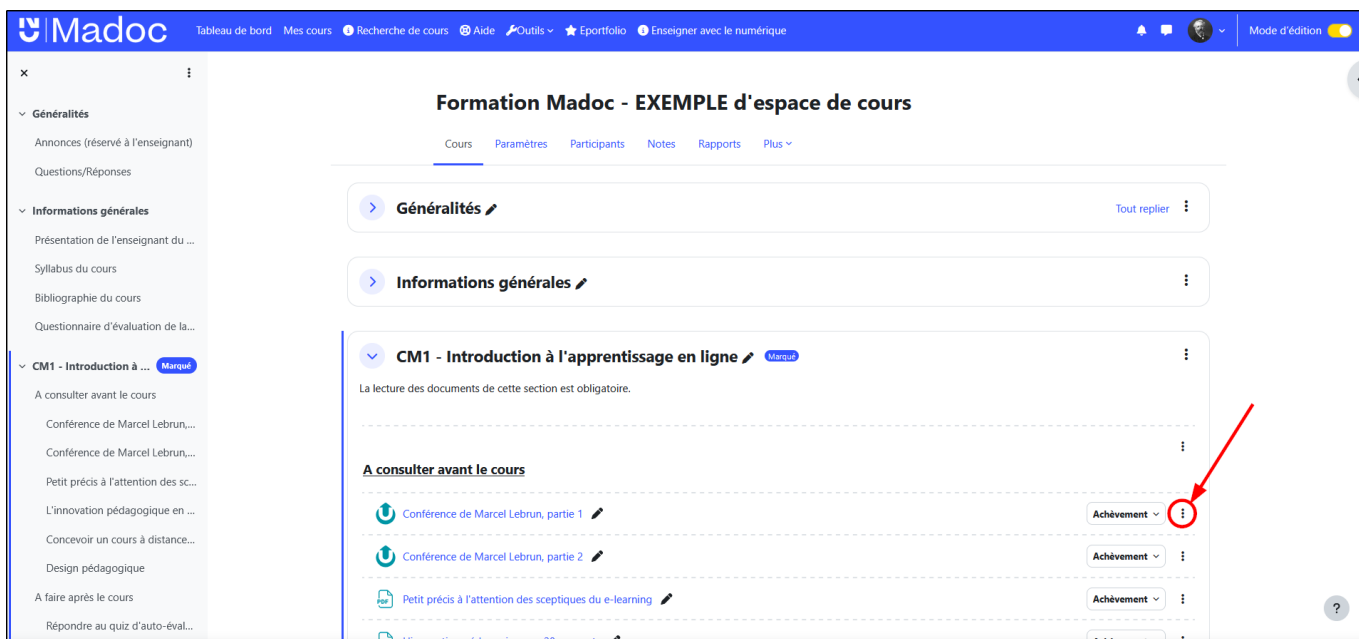 Madoc
Tableau de bord Mes cours Recherche de cours Aide Outils Eportfolio Enseigner avec le numérique Mode d'édition
Généralités
Annonces (réservé à l'enseignant)
Questions/Réponses
Informations générales
Présentation de l'enseignant du ...
Syllabus du cours
Bibliographie du cours
Questionnaire d'évaluation de la...
CM1 - Introduction à ... Marqué
A consulter avant le cours
Conférence de Marcel Lebrun,...
Conférence de Marcel Lebrun,...
Petit précis à l'attention des sc...
L'innovation pédagogique en ...
Concevoir un cours à distance...
Design pédagogique
A faire après le cours
Répondre au quiz d'auto-éval...
Formation Madoc - EXEMPLE d'espace de cours
Cours Paramètres Participants Notes Rapports Plus
Généralités Tout replier
Informations générales
CM1 - Introduction à l'apprentissage en ligne Marqué
La lecture des documents de cette section est obligatoire.
A consulter avant le cours
Conférence de Marcel Lebrun, partie 1 Achèvement
Conférence de Marcel Lebrun, partie 2 Achèvement
PDF Petit précis à l'attention des sceptiques du e-learning Achèvement
?